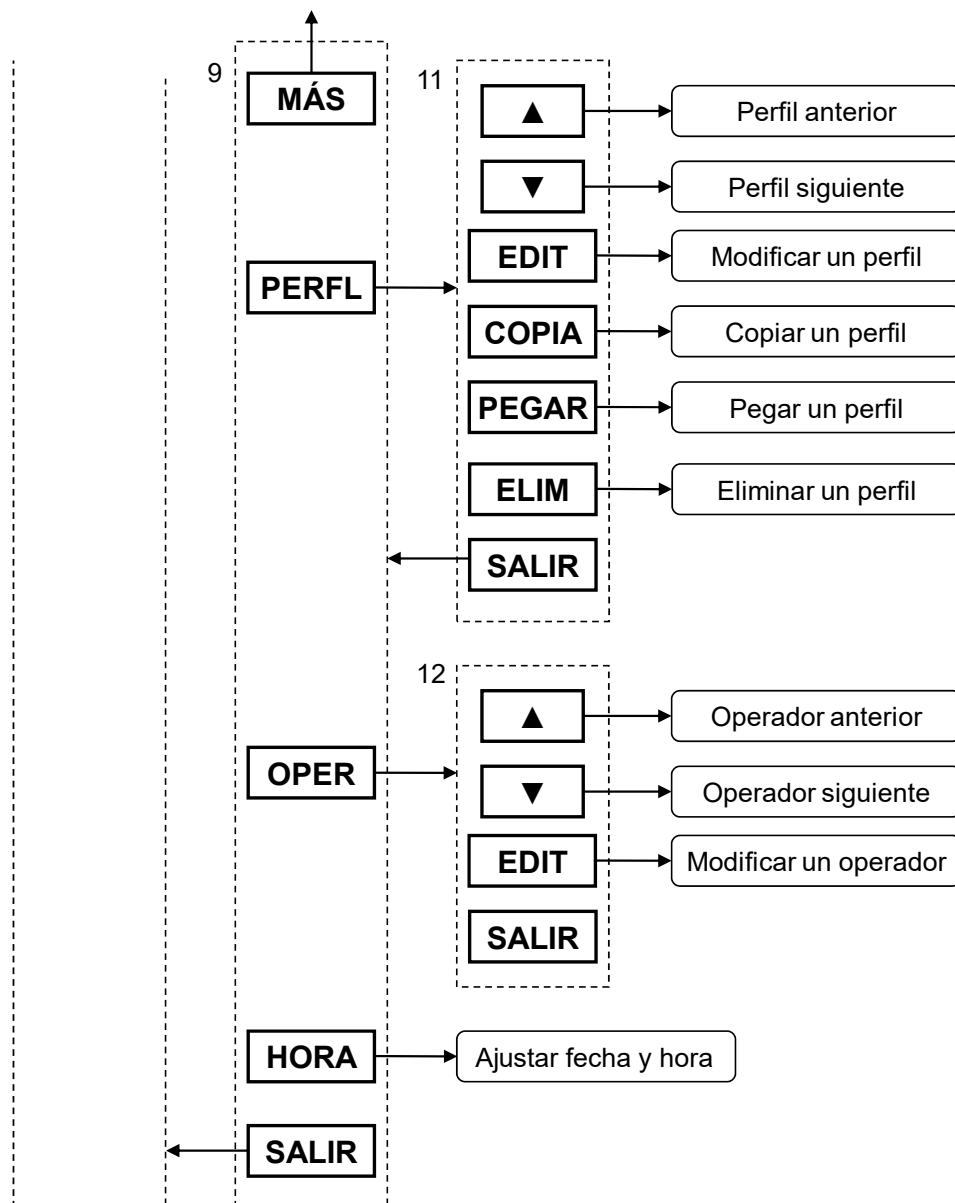 9
MÁS
11
▲
Perfil anterior
▼
Perfil siguiente
EDIT
Modificar un perfil
PERFL
COPIA
Copiar un perfil
PEGAR
Pegar un perfil
ELIM
Eliminar un perfil
SALIR
12
▲
Operador anterior
OPER
▼
Operador siguiente
EDIT
Modificar un operador
SALIR
HORA
Ajustar fecha y hora
SALIR